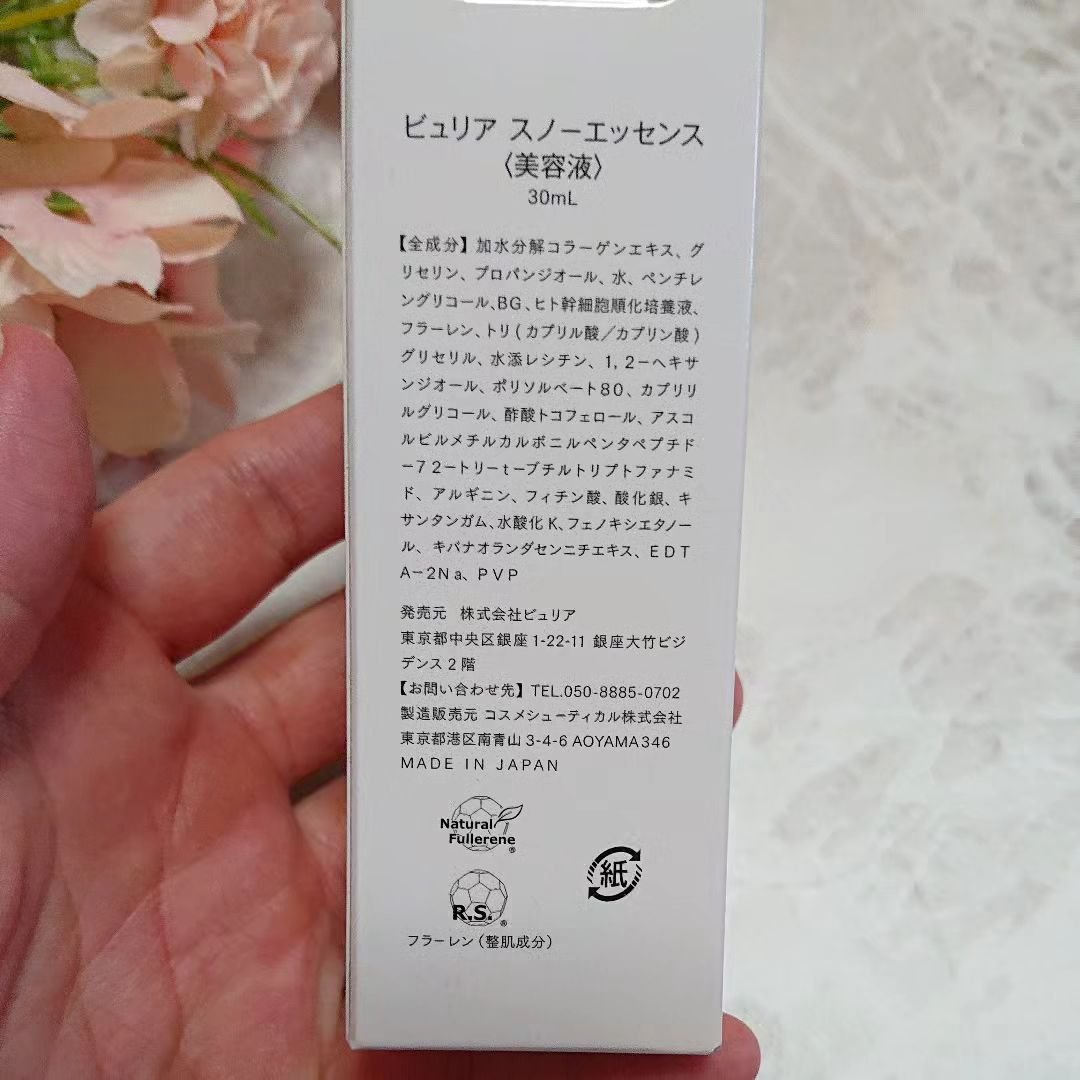 ビュリア スノーエッセンス
〈美容液〉
30mL
【全成分】加水分解コラーゲンエキス、グ
リセリン、プロパンジオール、水、ペンチレ
ングリコール、BG、ヒト幹細胞順化培養液、
フラーレン、トリ(カプリル酸/カプリン酸)
グリセリル、水添レシチン、1,2ーヘキサ
ンジオール、ポリソルベート80、カプリリ
ルグリコール、酢酸トコフェロール、アスコ
ルビルメチルカルボニルペンタペプチド
ー72ートリーtーブチルトリプトファナミ
ド、アルギニン、フィチン酸、酸化銀、キ
サンタンガム、水酸化K、フェノキシエタノー
ル、キバナオランダセンニチエキス、EDT
Aー2Na、PVP
発売元 株式会社ビュリア
東京都中央区銀座1-22-11 銀座大竹ビジ
デンス2階
【お問い合わせ先】TEL.050-8885-0702
製造販売元 コスメシューティカル株式会社
東京都港区南青山3-4-6 AOYAMA346
MADE IN JAPAN
Natural
Fullerene®
紙
R.S.®
フラーレン(整肌成分)